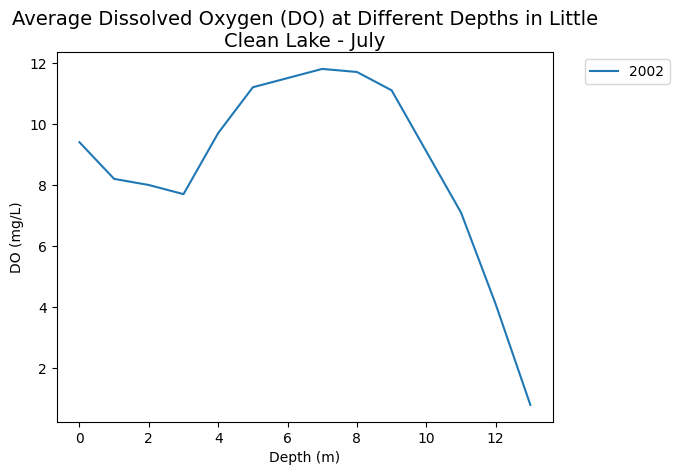 Average Dissolved Oxygen (DO) at Different Depths in Little
Clean Lake - July
2002
12
10
8
6
4
2
DO (mg/L)
0 2 4 6 8 10 12
Depth (m)